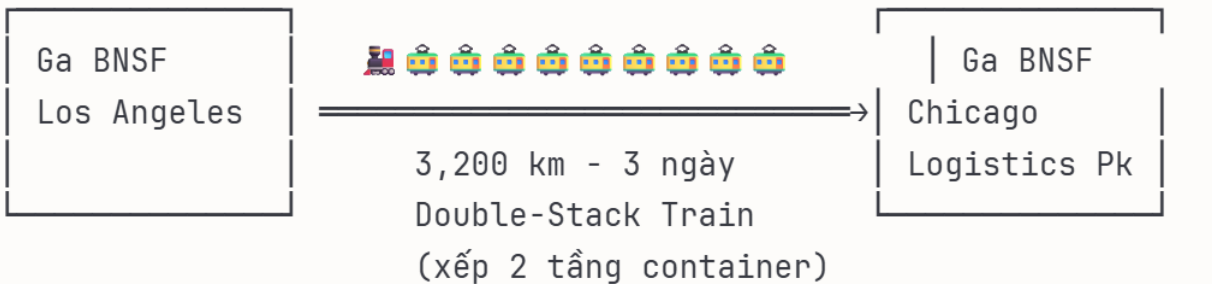 Ga BNSF
Los Angeles
3,200 km - 3 ngày
Double-Stack Train
(xếp 2 tầng container)
Ga BNSF
Chicago
Logistics Pk